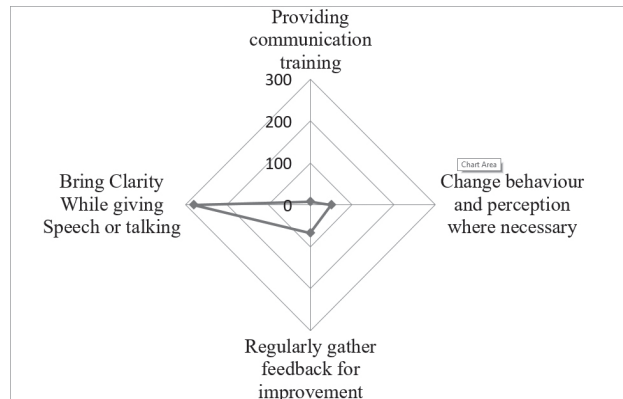 Providing
communication
training
300
200
100
0
Chart Area
Bring Clarity
While giving
Speech or talking
Change behaviour
and perception
where necessary
Regularly gather
feedback for
improvement